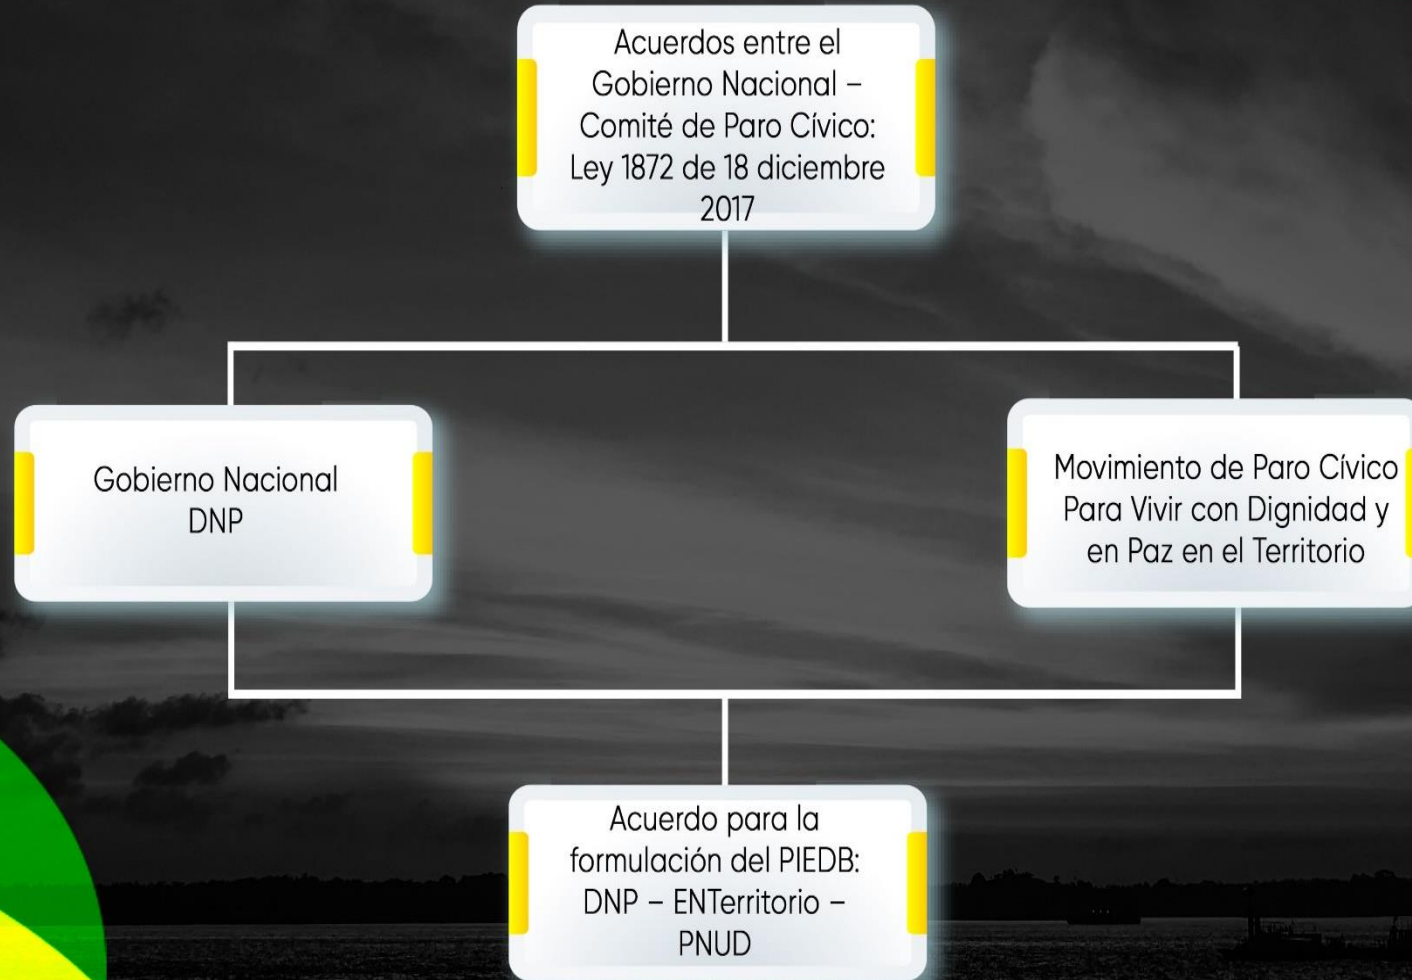 Acuerdos entre el
Gobierno Nacional –
Comité de Paro Cívico:
Ley 1872 de 18 diciembre
2017
Gobierno Nacional
DNP
Movimiento de Paro Cívico
Para Vivir con Dignidad y
en Paz en el Territorio
Acuerdo para la
formulación del PIEDB:
DNP – ENTerritorio –
PNUD